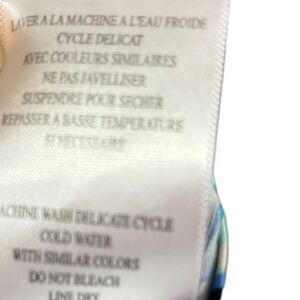 LAVER A LA MACHINE A L'EAU FROIDE
CYCLE DELICAT
AVEC COULEURS SIMILAIRES
NE PAS JAVELLISER
SUSPENDRE POUR SECHER
REPASSER A BASSE TEMPERATURE
SI NECESSAIRE
ACHINE WASH DELICATE CYCLE
COLD WATER
WITH SIMILAR COLORS
DO NOT BLEACH
LINE DRY